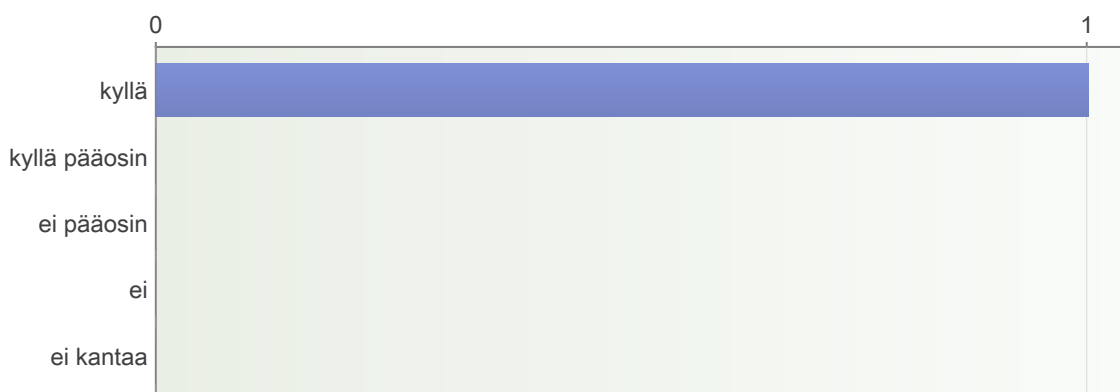 0 1
kyllä
kyllä pääosin
ei pääosin
ei
ei kantaa